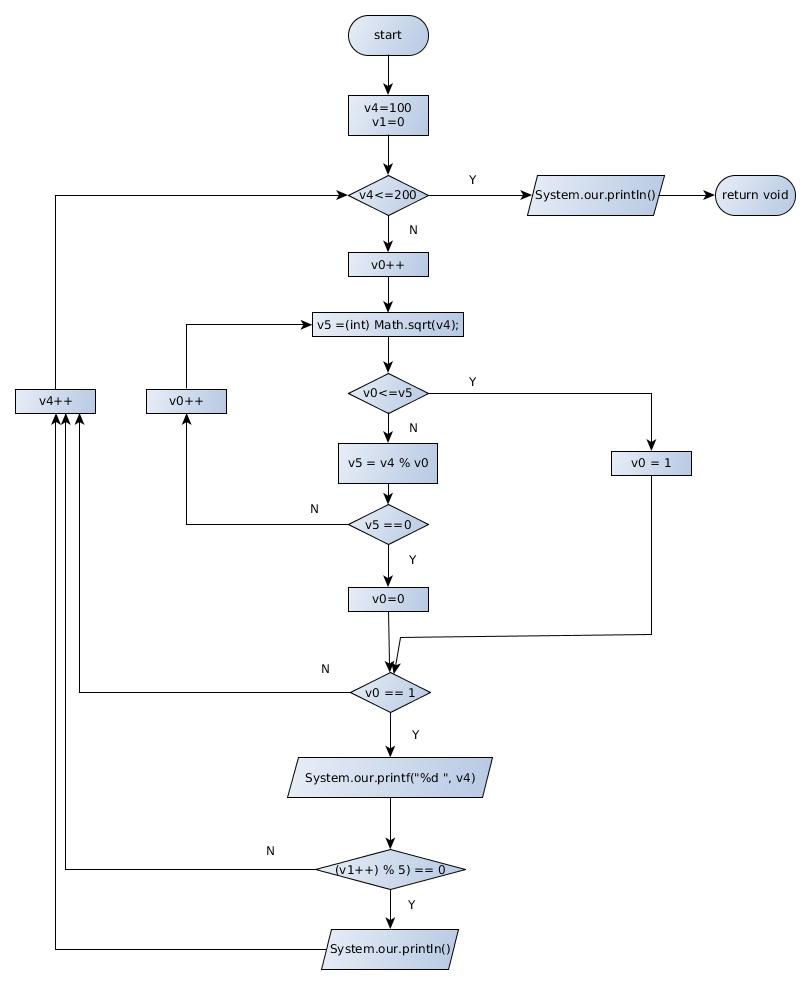 start
v4=100
v1=0
v4<=200
Y
System.our.println()
return void
N
v0++
v5 =(int) Math.sqrt(v4);
v0<=v5
Y
v4++
v0++
N
v5 = v4 % v0
v0 = 1
N
v5 ==0
Y
v0=0
N
v0 == 1
Y
System.our.printf("%d ", v4)
N
(v1++) % 5) == 0
Y
System.our.println()